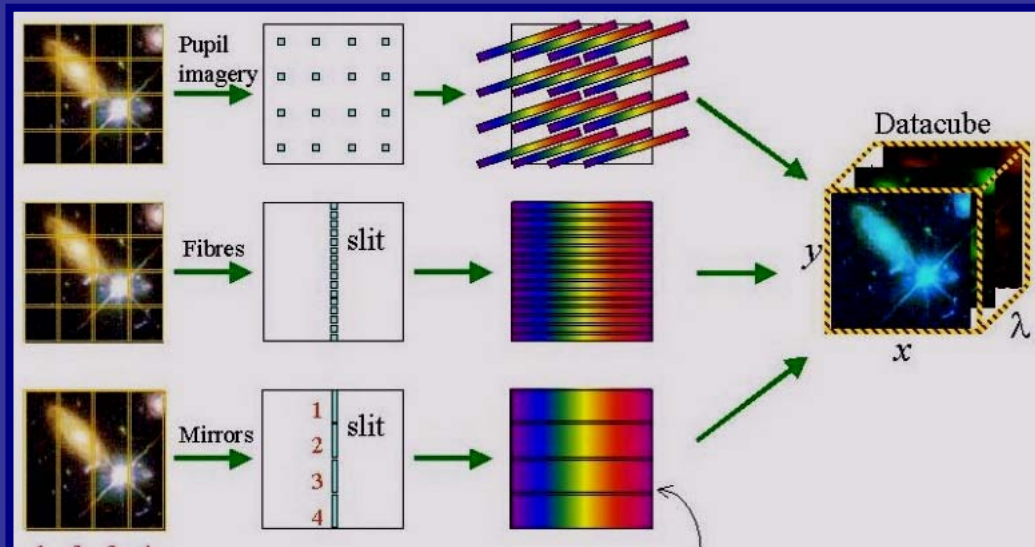 Pupil
imagery
Datacube
Fibres
slit
y
x
λ
Mirrors
1
slit
2
3
4